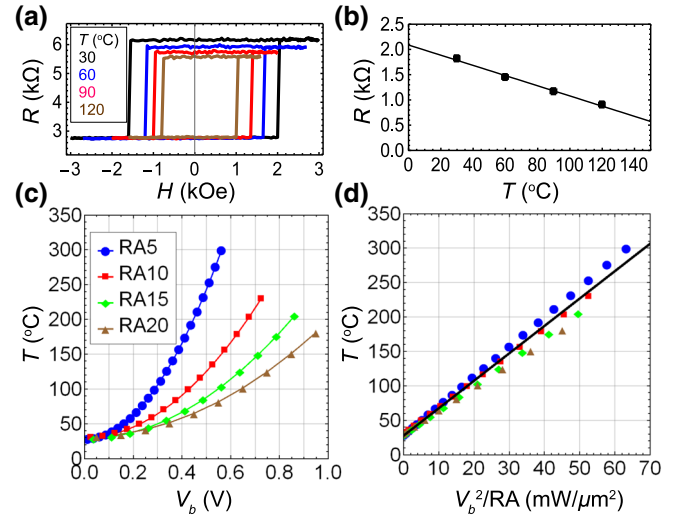 (a)
R (kΩ)
6
5
4
3
T (°C)
30
60
90
120
−3 −2 −1 0 1 2 3
H (kOe)
(b)
R (kΩ)
2.5
2.0
1.5
1.0
0.5
0.0
0 20 40 60 80 100 120 140
T (°C)
(c)
T (°C)
350
300
250
200
150
100
50
0
RA5
RA10
RA15
RA20
0.0 0.2 0.4 0.6 0.8 1.0
V_b (V)
(d)
T (°C)
350
300
250
200
150
100
50
0
0 10 20 30 40 50 60 70
V_b²/RA (mW/μm²)